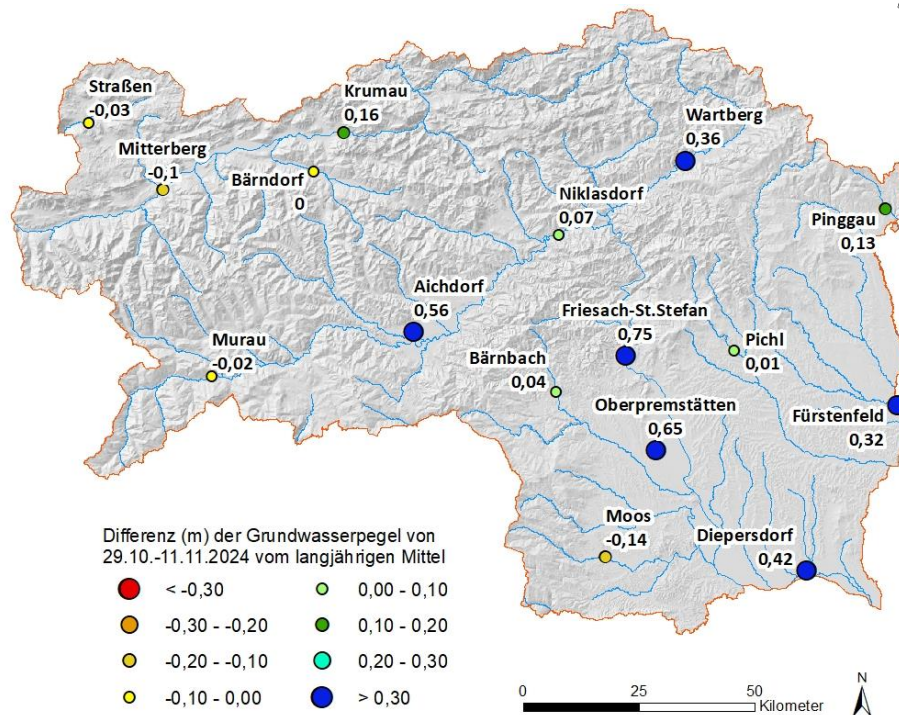 Straßen
-0,03
Krumau
0,16
Wartberg
0,36
Mitterberg
-0,1
Bärndorf
0
Niklasdorf
0,07
Pinggau
0,13
Aichdorf
0,56
Friesach-St.Stefan
0,75
Pichl
0,01
Murau
-0,02
Bärnbach
0,04
Oberpremstätten
0,65
Fürstenfeld
0,32
Moos
-0,14
Diepersdorf
0,42
Differenz (m) der Grundwasserpegel von
29.10.-11.11.2024 vom langjährigen Mittel
< -0,30
-0,30 - -0,20
-0,20 - -0,10
-0,10 - 0,00
0,00 - 0,10
0,10 - 0,20
0,20 - 0,30
> 0,30
0 25 50
Kilometer
N